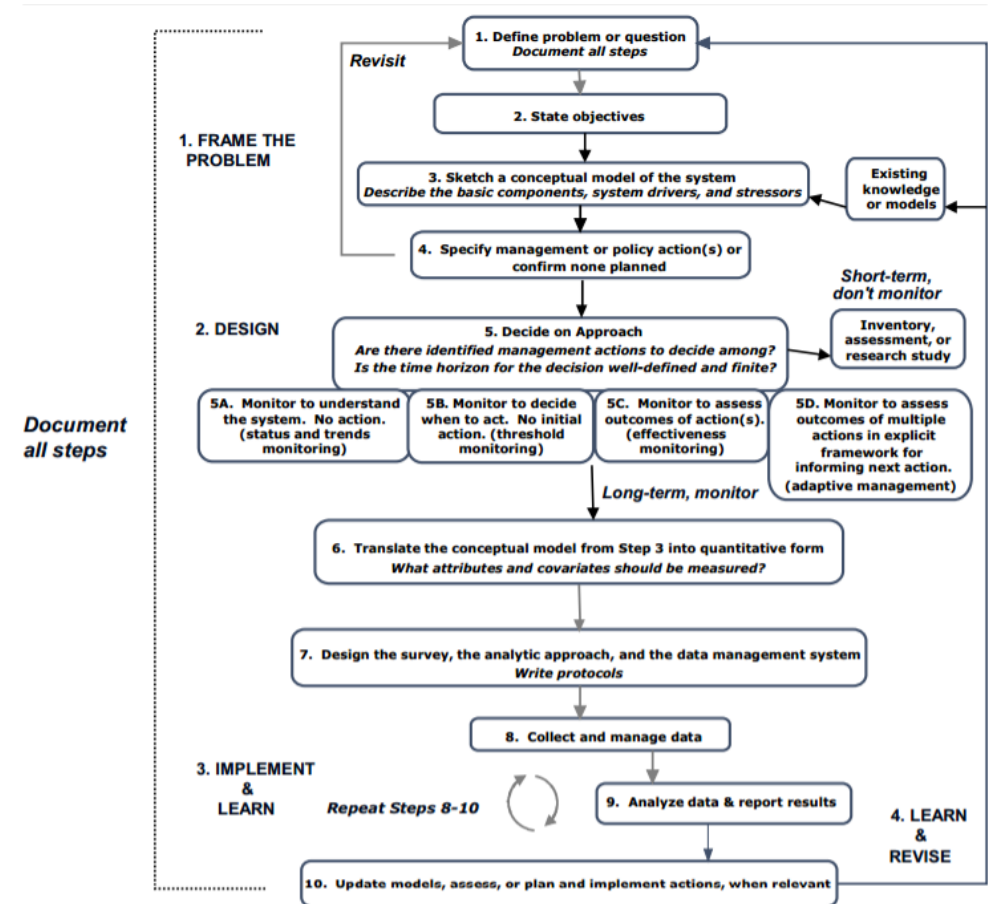 1. Define problem or question
Document all steps
Revisit
2. State objectives
1. FRAME THE
PROBLEM
3. Sketch a conceptual model of the system
Describe the basic components, system drivers, and stressors
Existing
knowledge
or models
4. Specify management or policy action(s) or
confirm none planned
Short-term,
don't monitor
2. DESIGN
5. Decide on Approach
Are there identified management actions to decide among?
Is the time horizon for the decision well-defined and finite?
Inventory,
assessment, or
research study
5A. Monitor to understand
the system. No action.
(status and trends
monitoring)
5B. Monitor to decide
when to act. No initial
action. (threshold
monitoring)
5C. Monitor to assess
outcomes of action(s).
(effectiveness
monitoring)
5D. Monitor to assess
outcomes of multiple
actions in explicit
framework for
informing next action.
(adaptive management)
Document
all steps
Long-term, monitor
6. Translate the conceptual model from Step 3 into quantitative form
What attributes and covariates should be measured?
7. Design the survey, the analytic approach, and the data management system
Write protocols
8. Collect and manage data
3. IMPLEMENT
&
LEARN
Repeat Steps 8-10
9. Analyze data & report results
4. LEARN
&
REVISE
10. Update models, assess, or plan and implement actions, when relevant